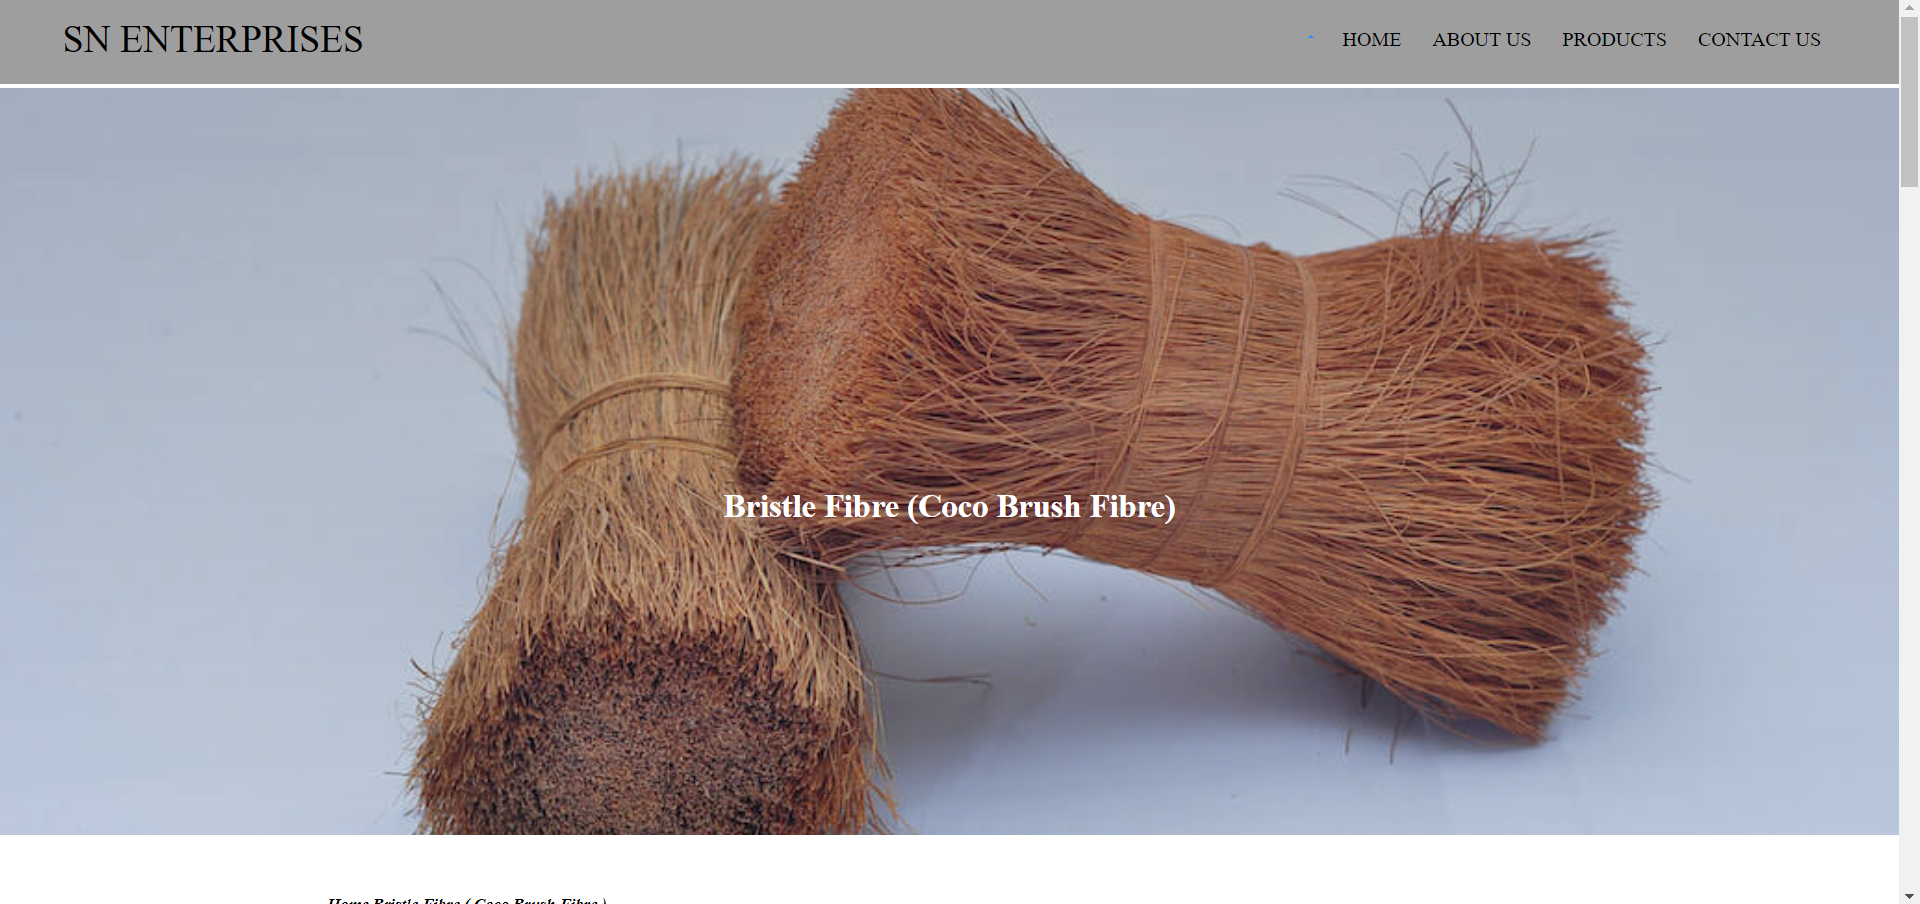 SN ENTERPRISES
HOME ABOUT US PRODUCTS CONTACT US
Bristle Fibre (Coco Brush Fibre)
Home Bristle Fibre ( Coco Brush Fibre )